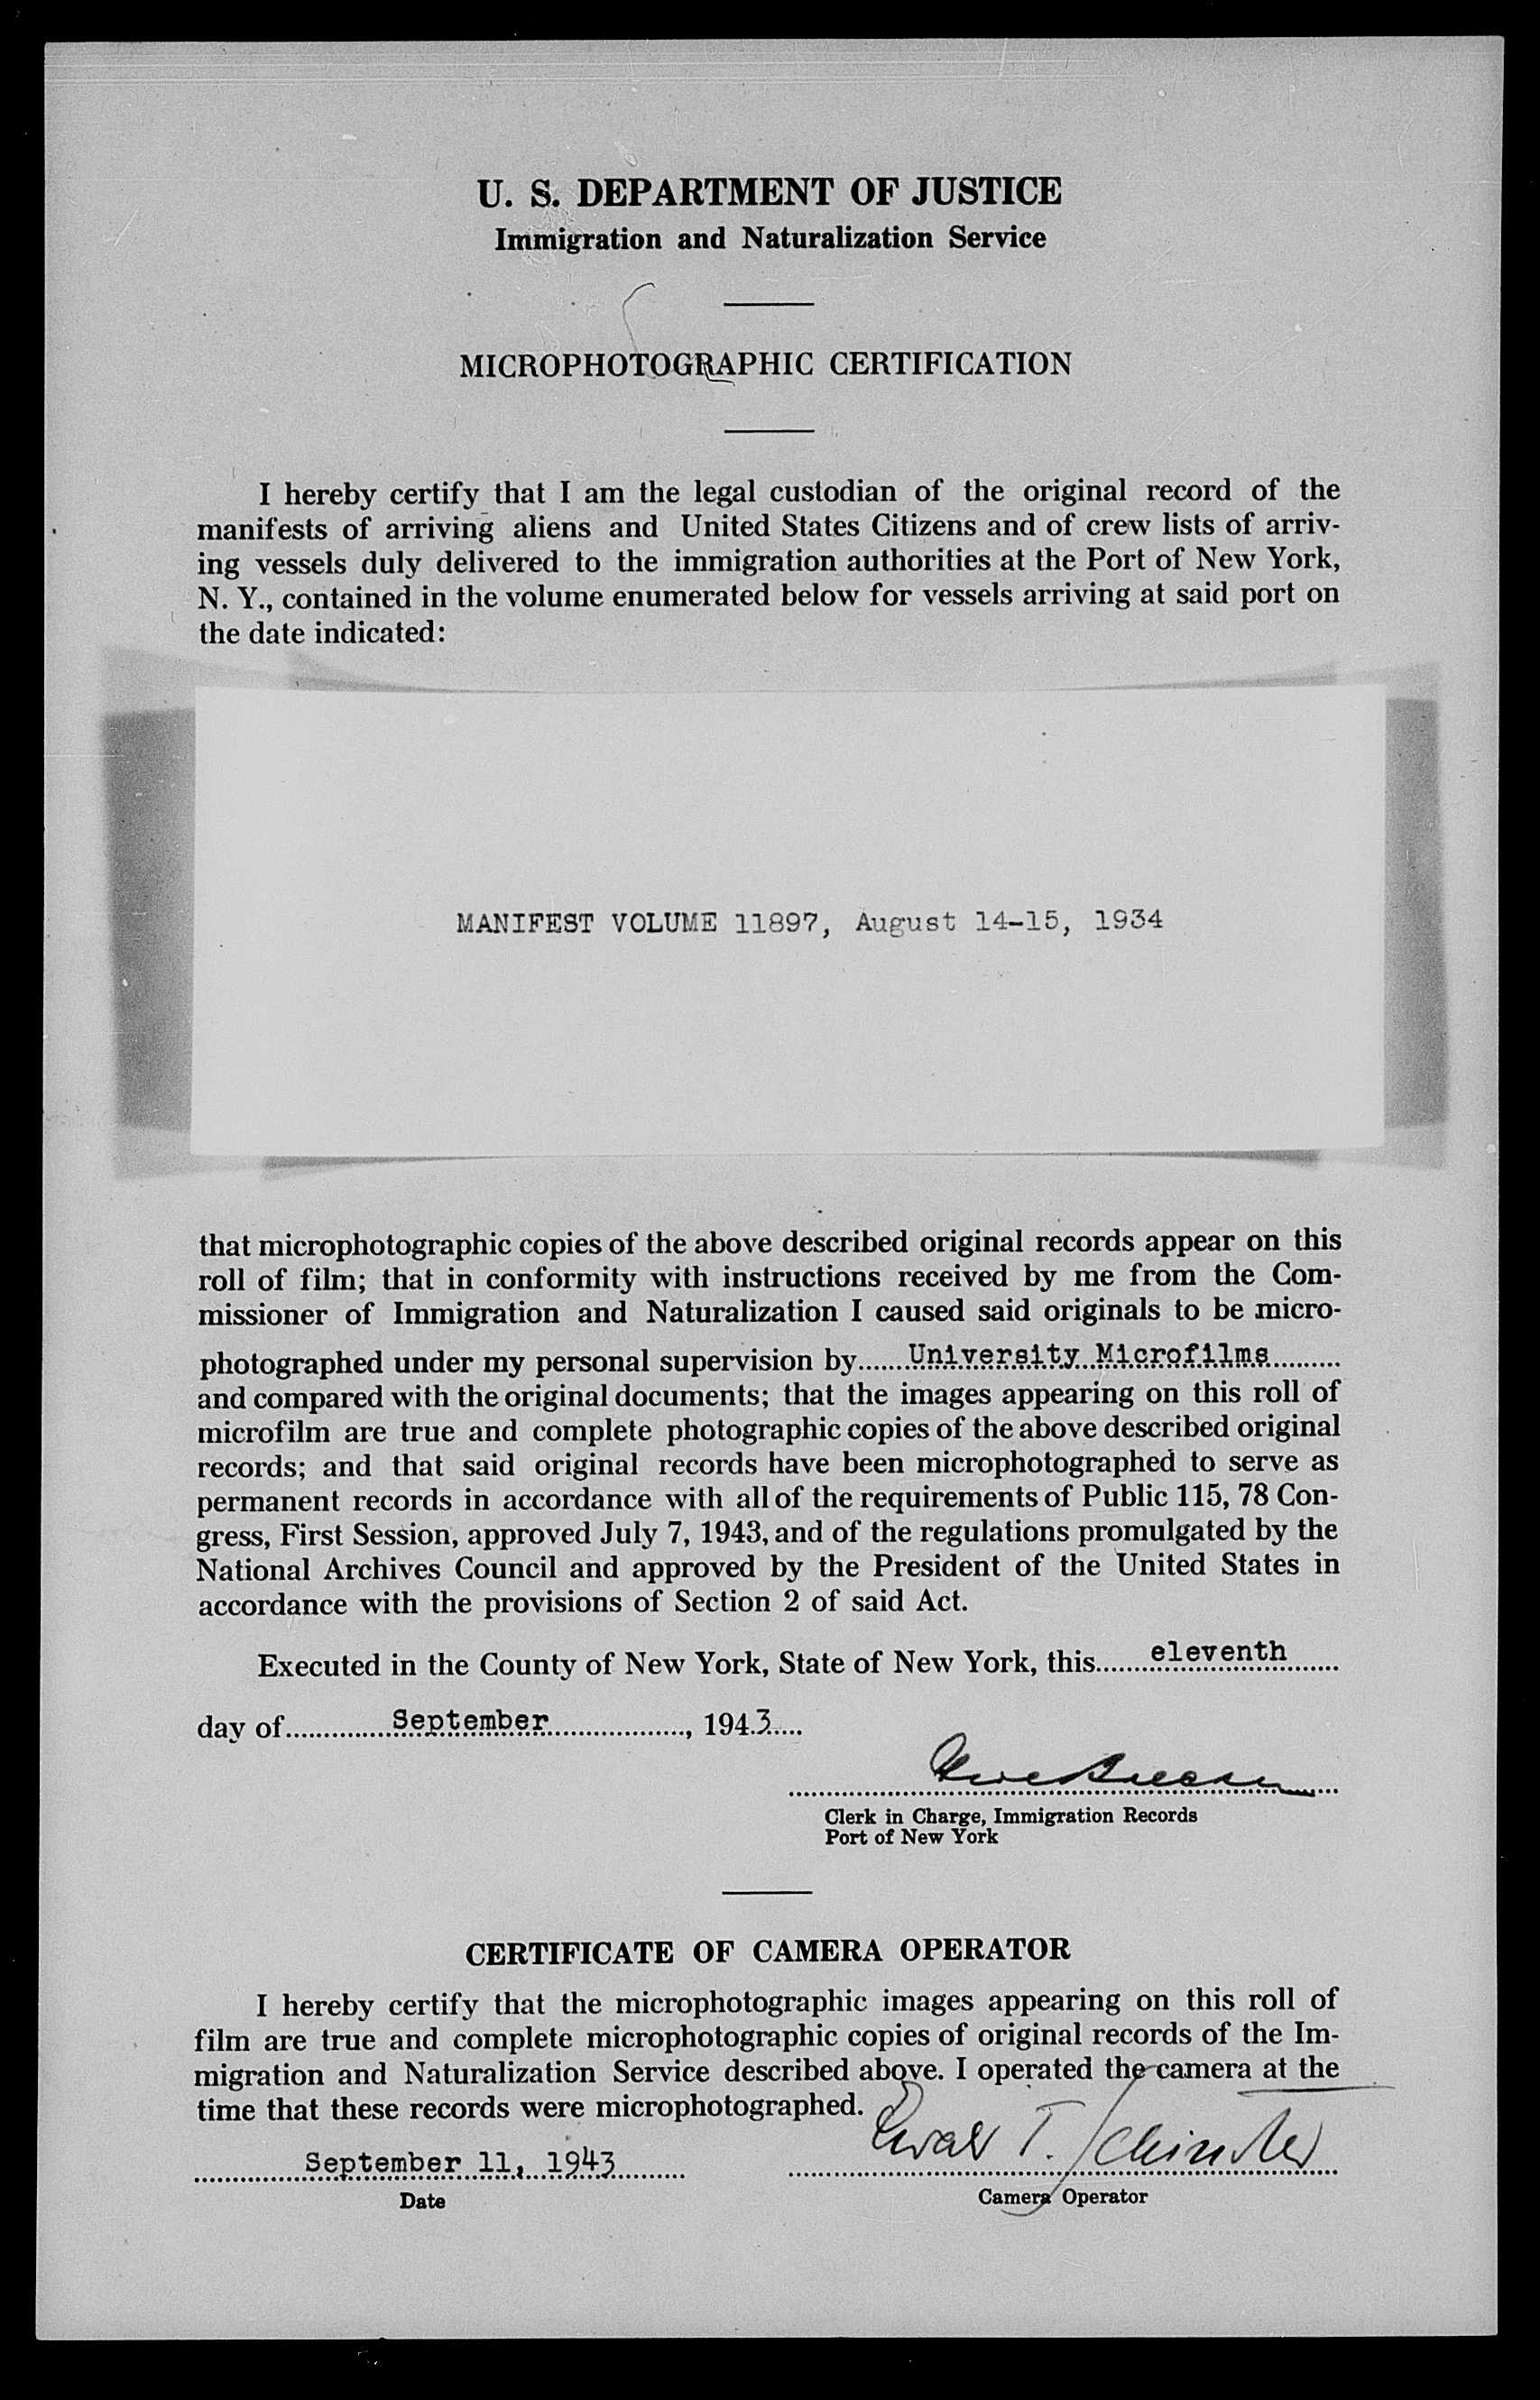 U. S. DEPARTMENT OF JUSTICE
Immigration and Naturalization Service
MICROPHOTOGRAPHIC CERTIFICATION
I hereby certify that I am the legal custodian of the original record of the
manifests of arriving aliens and United States Citizens and of crew lists of arriv-
ing vessels duly delivered to the immigration authorities at the Port of New York,
N. Y., contained in the volume enumerated below for vessels arriving at said port on
the date indicated:
MANIFEST VOLUME 11897, August 14-15, 1934
that microphotographic copies of the above described original records appear on this
roll of film; that in conformity with instructions received by me from the Com-
missioner of Immigration and Naturalization I caused said originals to be micro-
photographed under my personal supervision by University Microfilms
and compared with the original documents; that the images appearing on this roll of
microfilm are true and complete photographic copies of the above described original
records; and that said original records have been microphotographed to serve as
permanent records in accordance with all of the requirements of Public 115, 78 Con-
gress, First Session, approved July 7, 1943, and of the regulations promulgated by the
National Archives Council and approved by the President of the United States in
accordance with the provisions of Section 2 of said Act.
Executed in the County of New York, State of New York, this eleventh
day of September, 1943
Clerk in Charge, Immigration Records
Port of New York
CERTIFICATE OF CAMERA OPERATOR
I hereby certify that the microphotographic images appearing on this roll of
film are true and complete microphotographic copies of original records of the Im-
migration and Naturalization Service described above. I operated the camera at the
time that these records were microphotographed.
September 11, 1943 T.
Date Camera Operator